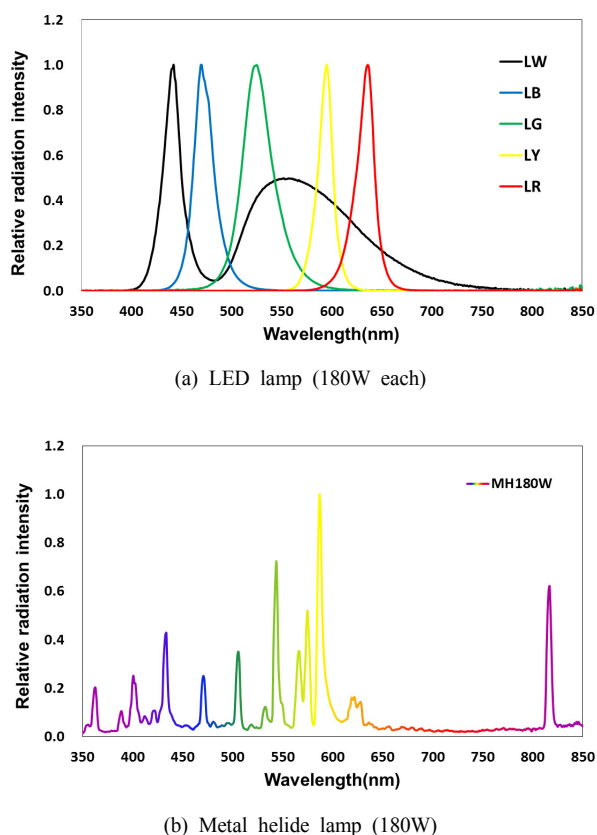 1.2
1.0
0.8
0.6
0.4
0.2
0.0
Relative radiation intensity
LW
LB
LG
LY
LR
350 400 450 500 550 600 650 700 750 800 850
Wavelength(nm)
(a) LED lamp (180W each)
1.2
1.0
0.8
0.6
0.4
0.2
0.0
Relative radiation intensity
MH180W
350 400 450 500 550 600 650 700 750 800 850
Wavelength(nm)
(b) Metal helide lamp (180W)